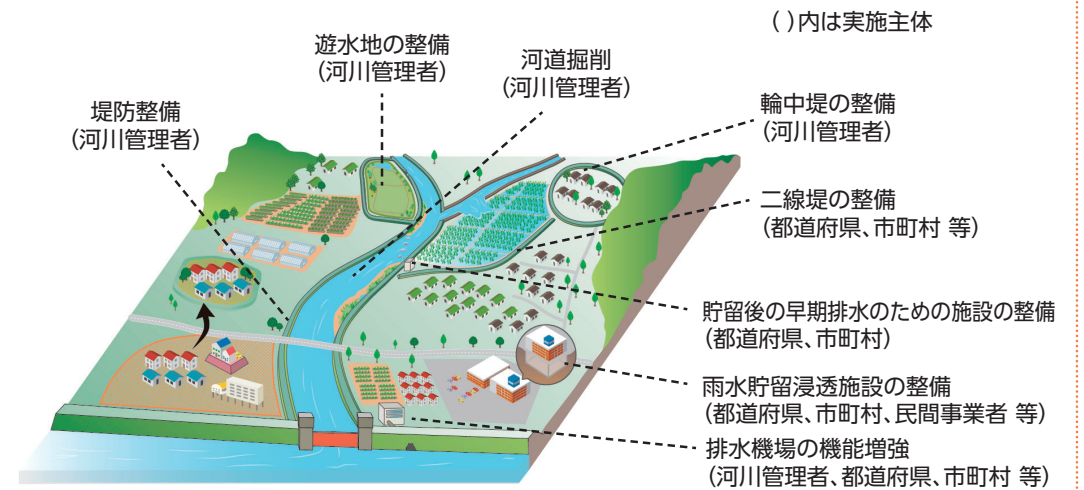 ( )内は実施主体
遊水地の整備
(河川管理者)
河道掘削
(河川管理者)
堤防整備
(河川管理者)
輪中堤の整備
(河川管理者)
二線堤の整備
(都道府県、市町村 等)
貯留後の早期排水のための施設の整備
(都道府県、市町村)
雨水貯留浸透施設の整備
(都道府県、市町村、民間事業者 等)
排水機場の機能増強
(河川管理者、都道府県、市町村 等)